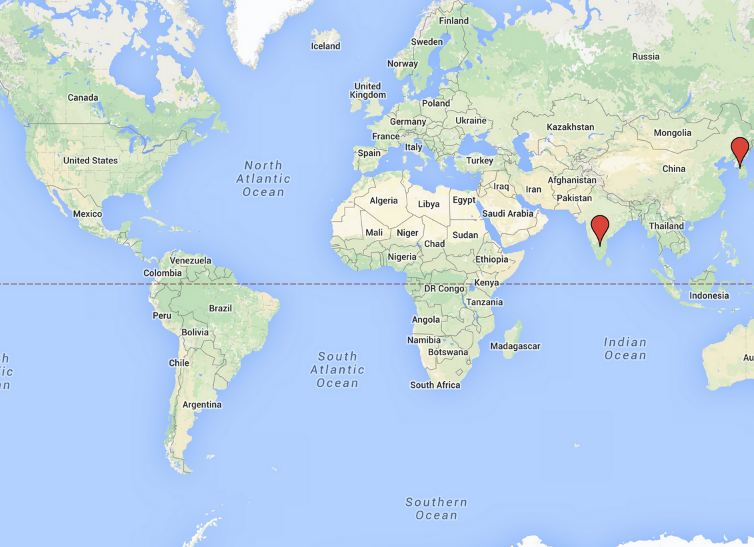 Finland
Iceland
Sweden
Norway
Russia
Canada
United
Kingdom
Poland
Germany
Ukraine
Kazakhstan
Mongolia
France
Italy
Spain
Turkey
United States
North
Atlantic
Ocean
China
Afghanistan
Iraq
Iran
Pakistan
Algeria
Libya
Egypt
Saudi Arabia
Mexico
Mali
Niger
Sudan
Chad
Thailand
Nigeria
Ethiopia
Venezuela
Colombia
Kenya
DR Congo
Indonesia
Tanzania
Brazil
Peru
Angola
Bolivia
Namibia
Botswana
Madagascar
Indian
Ocean
h
ic
an
South
Atlantic
Ocean
Chile
Au
South Africa
Argentina
Southern
Ocean